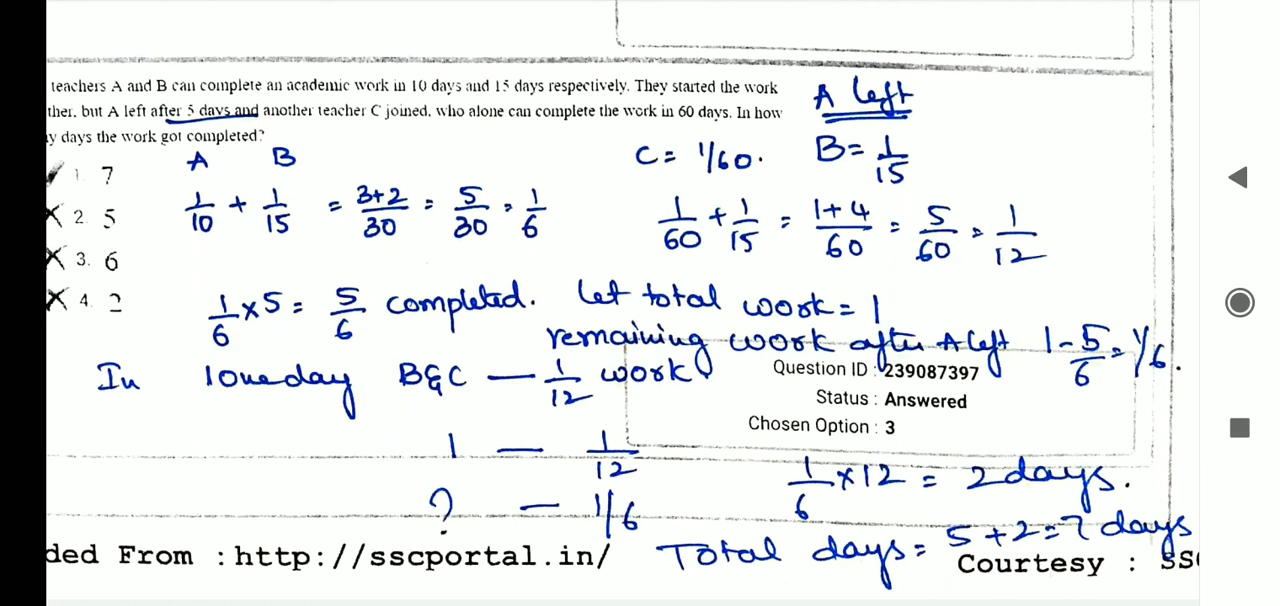 teachers A and B can complete an academic work in 10 days and 15 days respectively. They started the work
ther, but A left after 5 days and another teacher C joined, who alone can complete the work in 60 days. In how
y days the work got completed?
A left
A B
C = 1/60.
B = 1/15
1. 7
2. 5
3. 6
4. 2
1/10 + 1/15 = 3+2/30 = 5/30 = 1/6
1/60 + 1/15 = 1+4/60 = 5/60 = 1/12
1/6 × 5 = 5/6 completed. let total work = 1
remaining work after A left 1 - 5/6 = 1/6.
In 1 one day B&C — 1/12 work
Question ID : 239087397
Status : Answered
Chosen Option : 3
1 — 1/12
? — 1/6
1/6 × 12 = 2 days.
Total days = 5+2=7 days
ded From : http://sscportal.in/
Courtesy : SSC